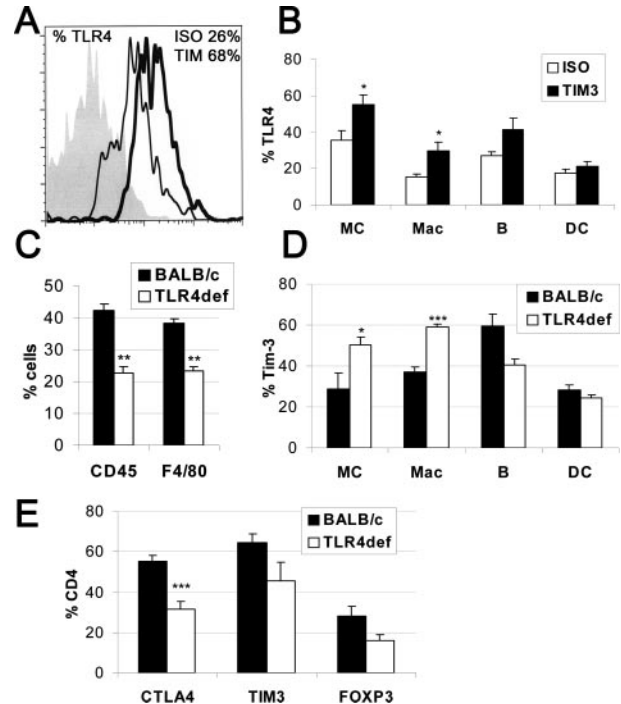 A
% TLR4
ISO 26%
TIM 68%
B
ISO
TIM3
% TLR4
80
60
40
20
0
*
*
MC Mac B DC
C
BALB/c
TLR4def
% cells
50
40
30
20
10
0
**
**
CD45 F4/80
D
BALB/c
TLR4def
% Tim-3
80
60
40
20
0
*
***
MC Mac B DC
E
BALB/c
TLR4def
% CD4
80
60
40
20
0
***
CTLA4 TIM3 FOXP3